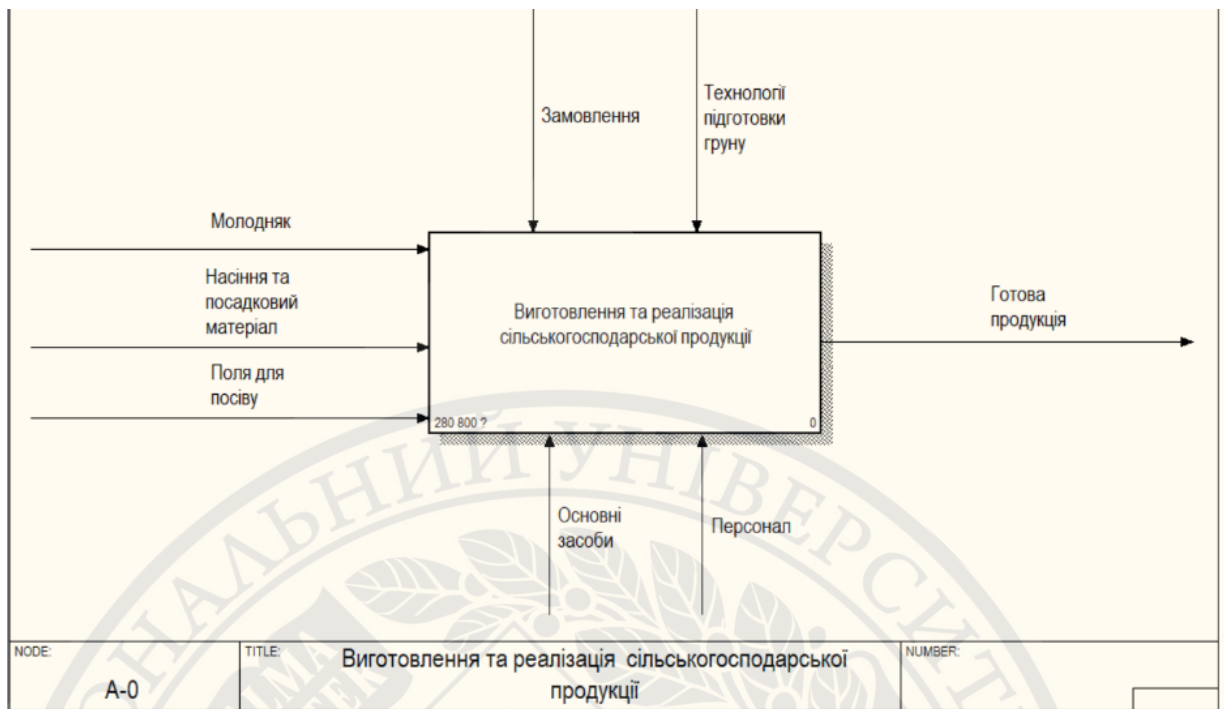 Замовлення
Технології
підготовки
груну
Молодняк
Насіння та
посадковий
матеріал
Поля для
посіву
Виготовлення та реалізація
сільськогосподарської продукції
280 800 ?
0
Готова
продукція
Основні
засоби
Персонал
NODE:
A-0
TITLE:
Виготовлення та реалізація сільськогосподарської
продукції
NUMBER: